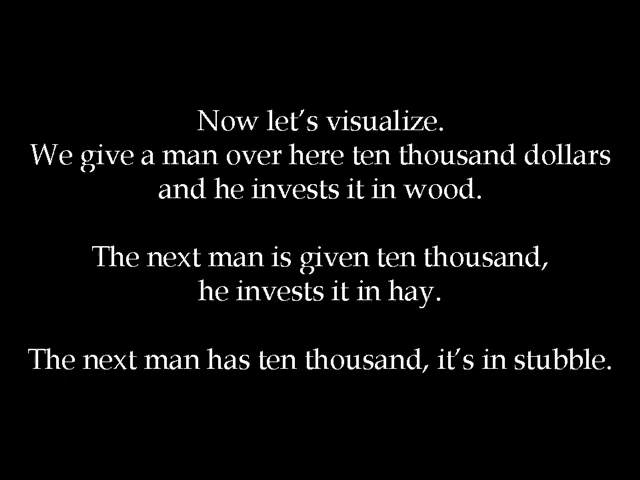 Now let’s visualize.
We give a man over here ten thousand dollars
and he invests it in wood.
The next man is given ten thousand,
he invests it in hay.
The next man has ten thousand, it’s in stubble.